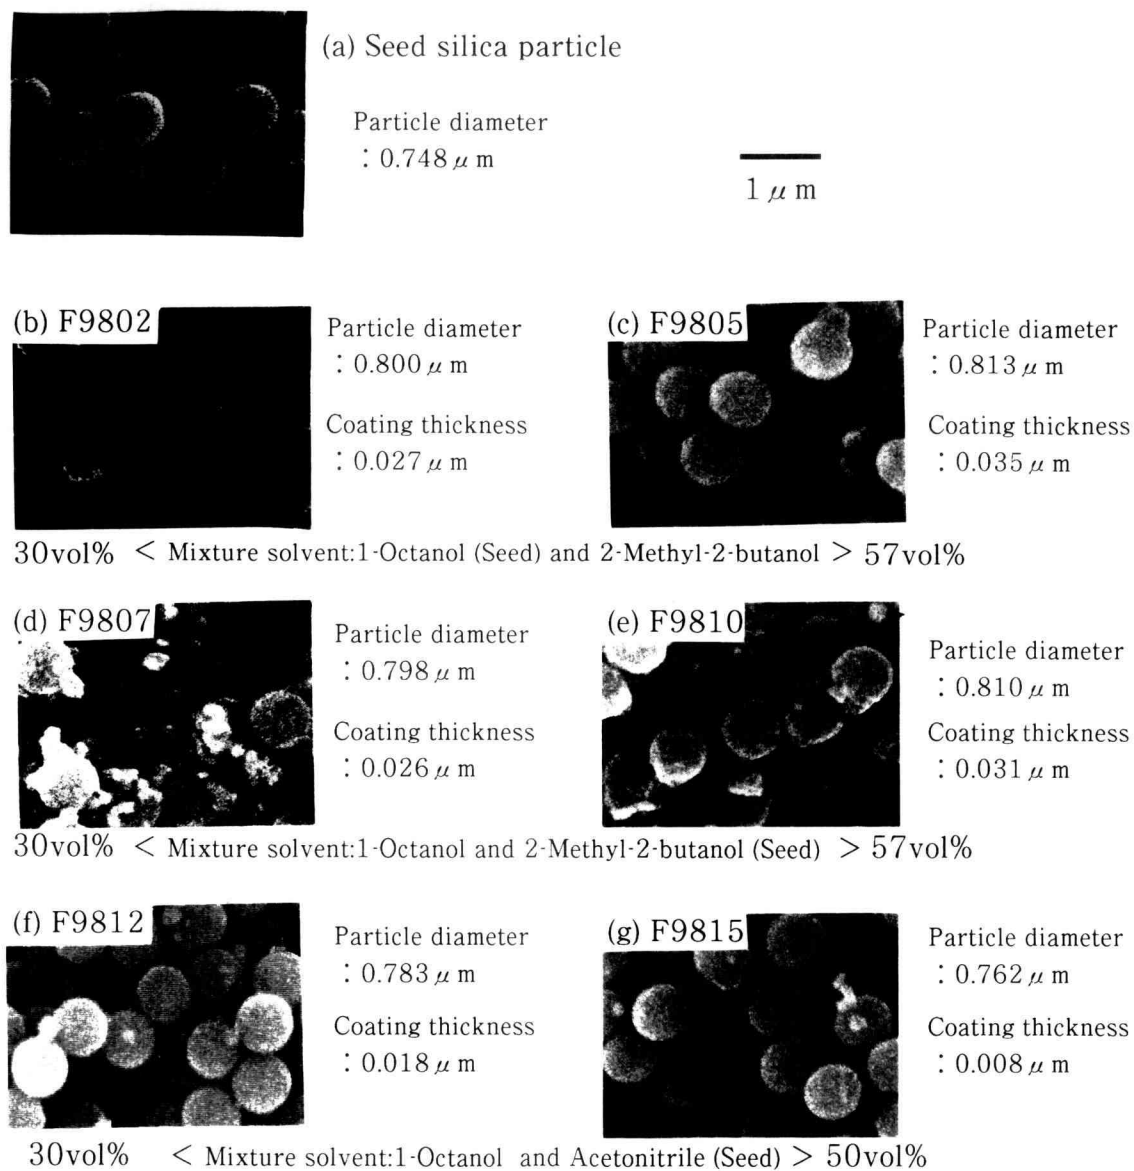 (a) Seed silica particle
Particle diameter
: 0.748 μ m
1 μ m
(b) F9802
Particle diameter
: 0.800 μ m
Coating thickness
: 0.027 μ m
(c) F9805
Particle diameter
: 0.813 μ m
Coating thickness
: 0.035 μ m
30vol% < Mixture solvent:1-Octanol (Seed) and 2-Methyl-2-butanol > 57vol%
(d) F9807
Particle diameter
: 0.798 μ m
Coating thickness
: 0.026 μ m
(e) F9810
Particle diameter
: 0.810 μ m
Coating thickness
: 0.031 μ m
30vol% < Mixture solvent:1-Octanol and 2-Methyl-2-butanol (Seed) > 57vol%
(f) F9812
Particle diameter
: 0.783 μ m
Coating thickness
: 0.018 μ m
(g) F9815
Particle diameter
: 0.762 μ m
Coating thickness
: 0.008 μ m
30vol% < Mixture solvent:1-Octanol and Acetonitrile (Seed) > 50vol%